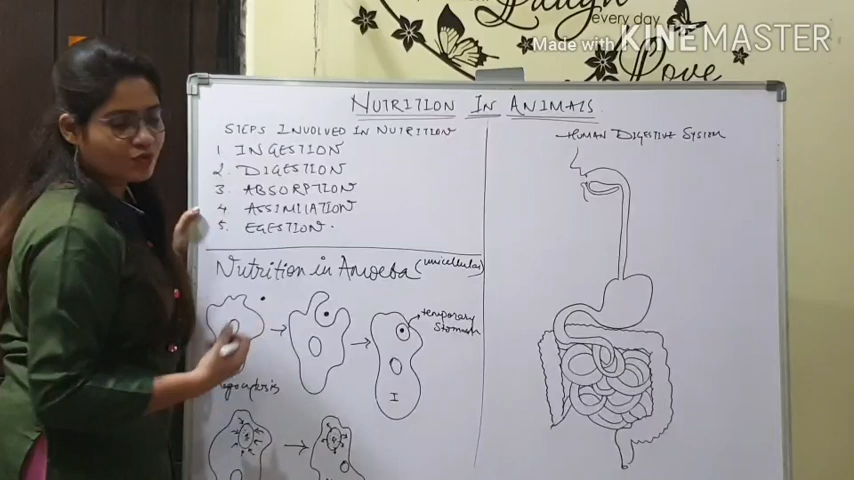 every day
Made with KINEMASTER
Love
NUTRITION IN ANIMALS
STEPS INVOLVED IN NUTRITION
1 INGESTION
2. DIGESTION
3. ABSORPTION
4 ASSIMILATION
5. EGESTION.
Nutrition in Amoeba (unicellular)
temporary
Stomach
I
HUMAN DIGESTIVE SYSTEM